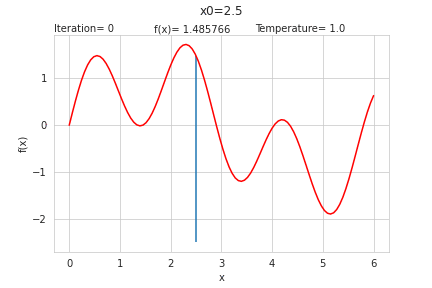 x0=2.5
Iteration= 0 f(x)= 1.485766 Temperature= 1.0
1
0
−1
−2
f(x)
0 1 2 3 4 5 6
x